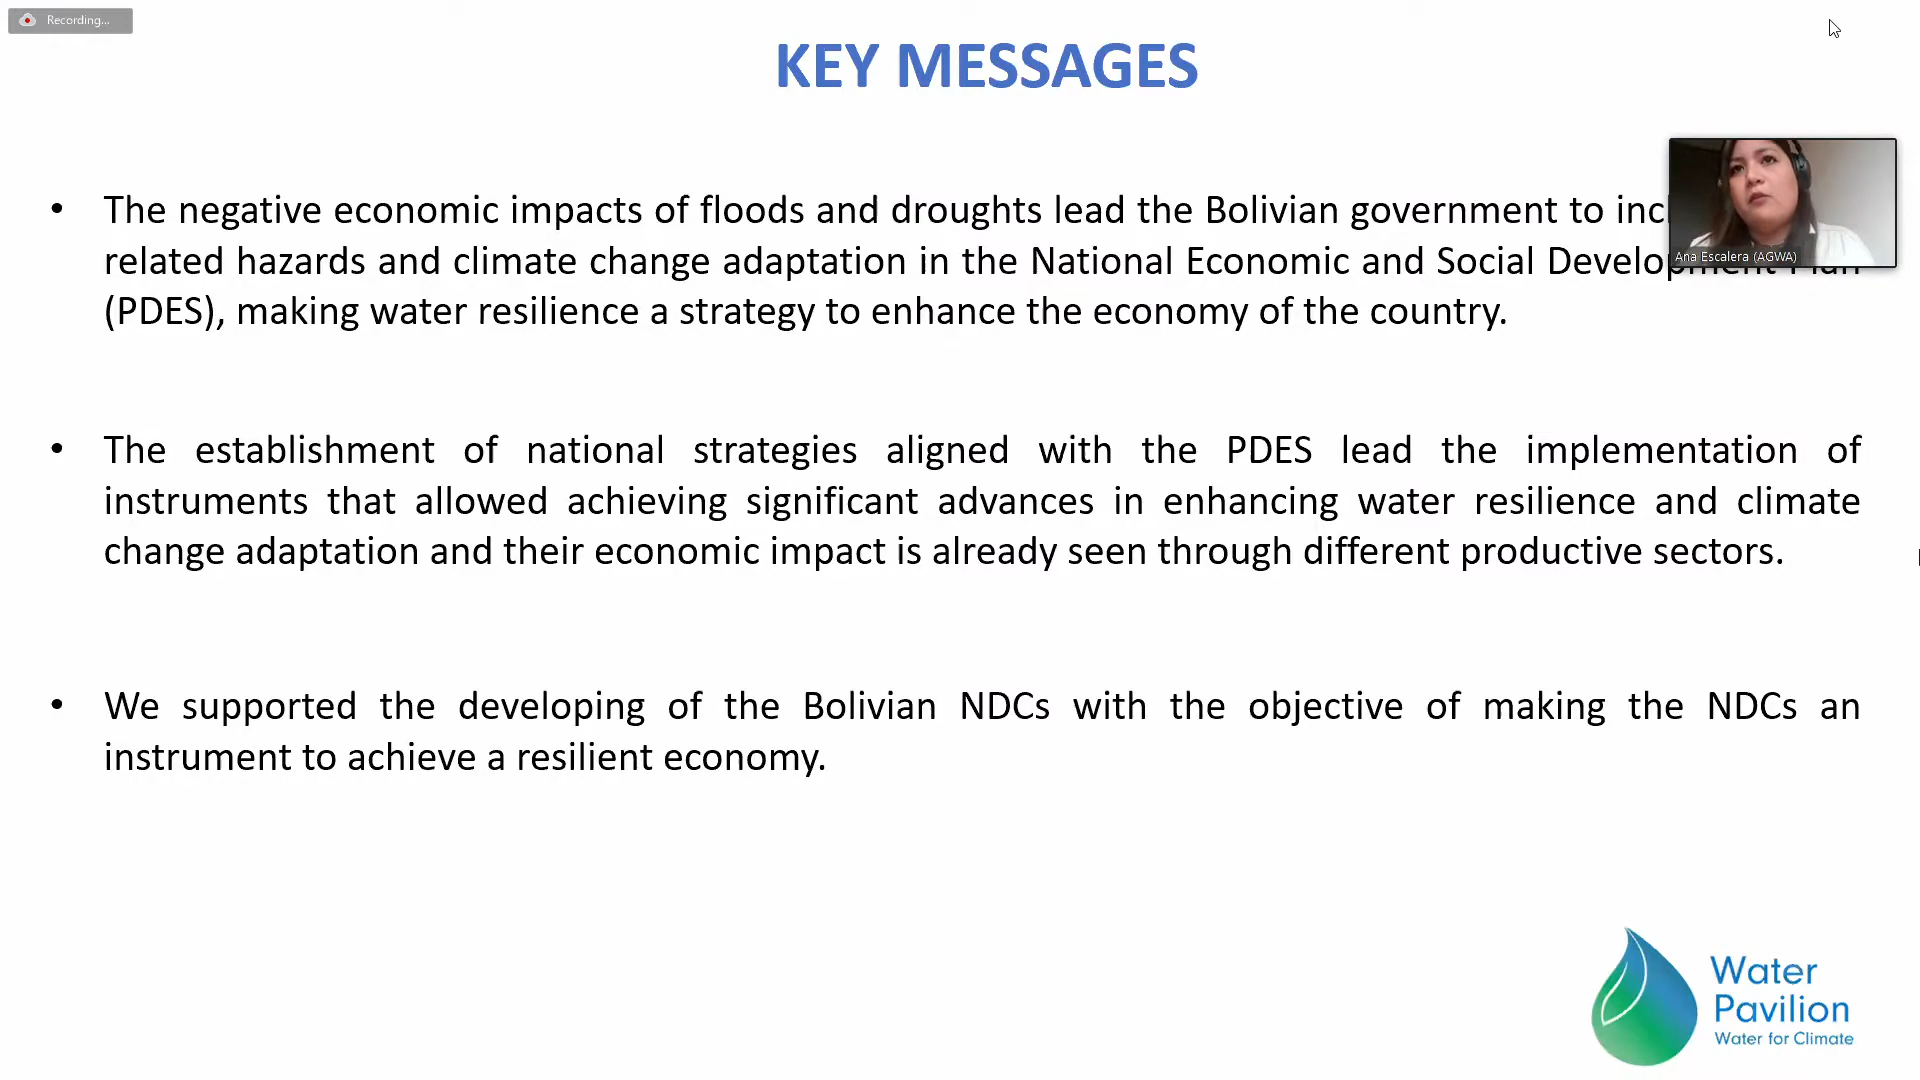 Recording...
KEY MESSAGES
• The negative economic impacts of floods and droughts lead the Bolivian government to
related hazards and climate change adaptation in the National Economic and Social Development Plan
(PDES), making water resilience a strategy to enhance the economy of the country.
Ana Escalera (AGWA)
• The establishment of national strategies aligned with the PDES lead the implementation of
instruments that allowed achieving significant advances in enhancing water resilience and climate
change adaptation and their economic impact is already seen through different productive sectors.
• We supported the developing of the Bolivian NDCs with the objective of making the NDCs an
instrument to achieve a resilient economy.
Water
Pavilion
Water for Climate